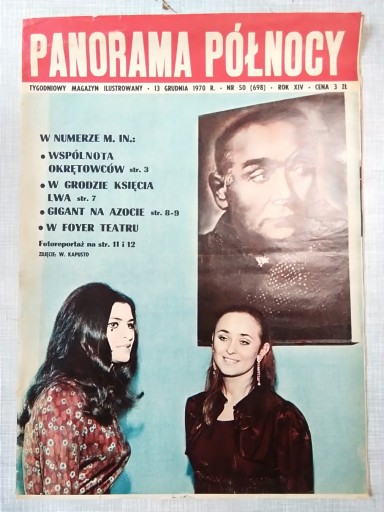 PANORAMA PÓŁNOCY
TYGODNIOWY MAGAZYN ILUSTROWANY • 13 GRUDNIA 1970 R. • NR 50 (698) • ROK XIV • CENA 3 ZŁ
W NUMERZE M. IN.:
• WSPÓLNOTA
OKRĘTOWCÓW str. 3
• W GRODZIE KSIĘCIA
LWA str. 7
• GIGANT NA AZOCIE str. 8-9
• W FOYER TEATRU
Fotoreportaż na str. 11 i 12
ZDJĘCIE: W. KAPUSTO